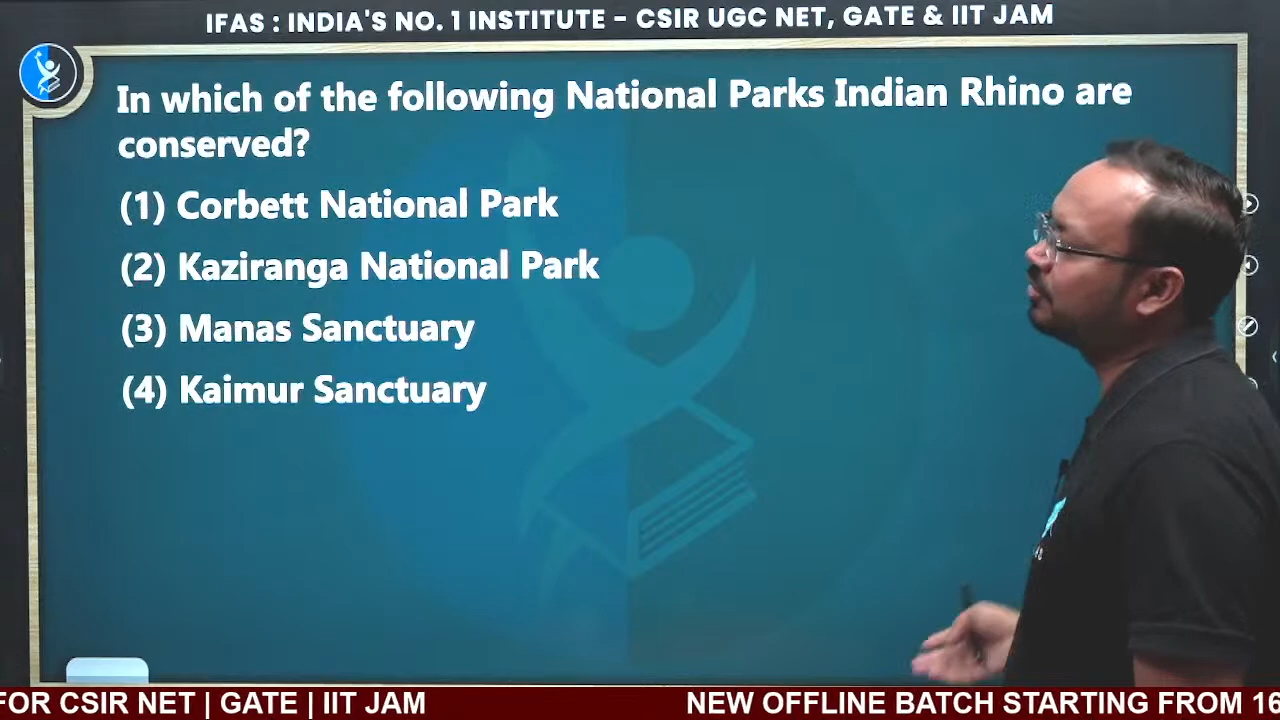 IFAS : INDIA'S NO. 1 INSTITUTE - CSIR UGC NET, GATE & IIT JAM
In which of the following National Parks Indian Rhino are
conserved?
(1) Corbett National Park
(2) Kaziranga National Park
(3) Manas Sanctuary
(4) Kaimur Sanctuary
FOR CSIR NET | GATE | IIT JAM NEW OFFLINE BATCH STARTING FROM 16